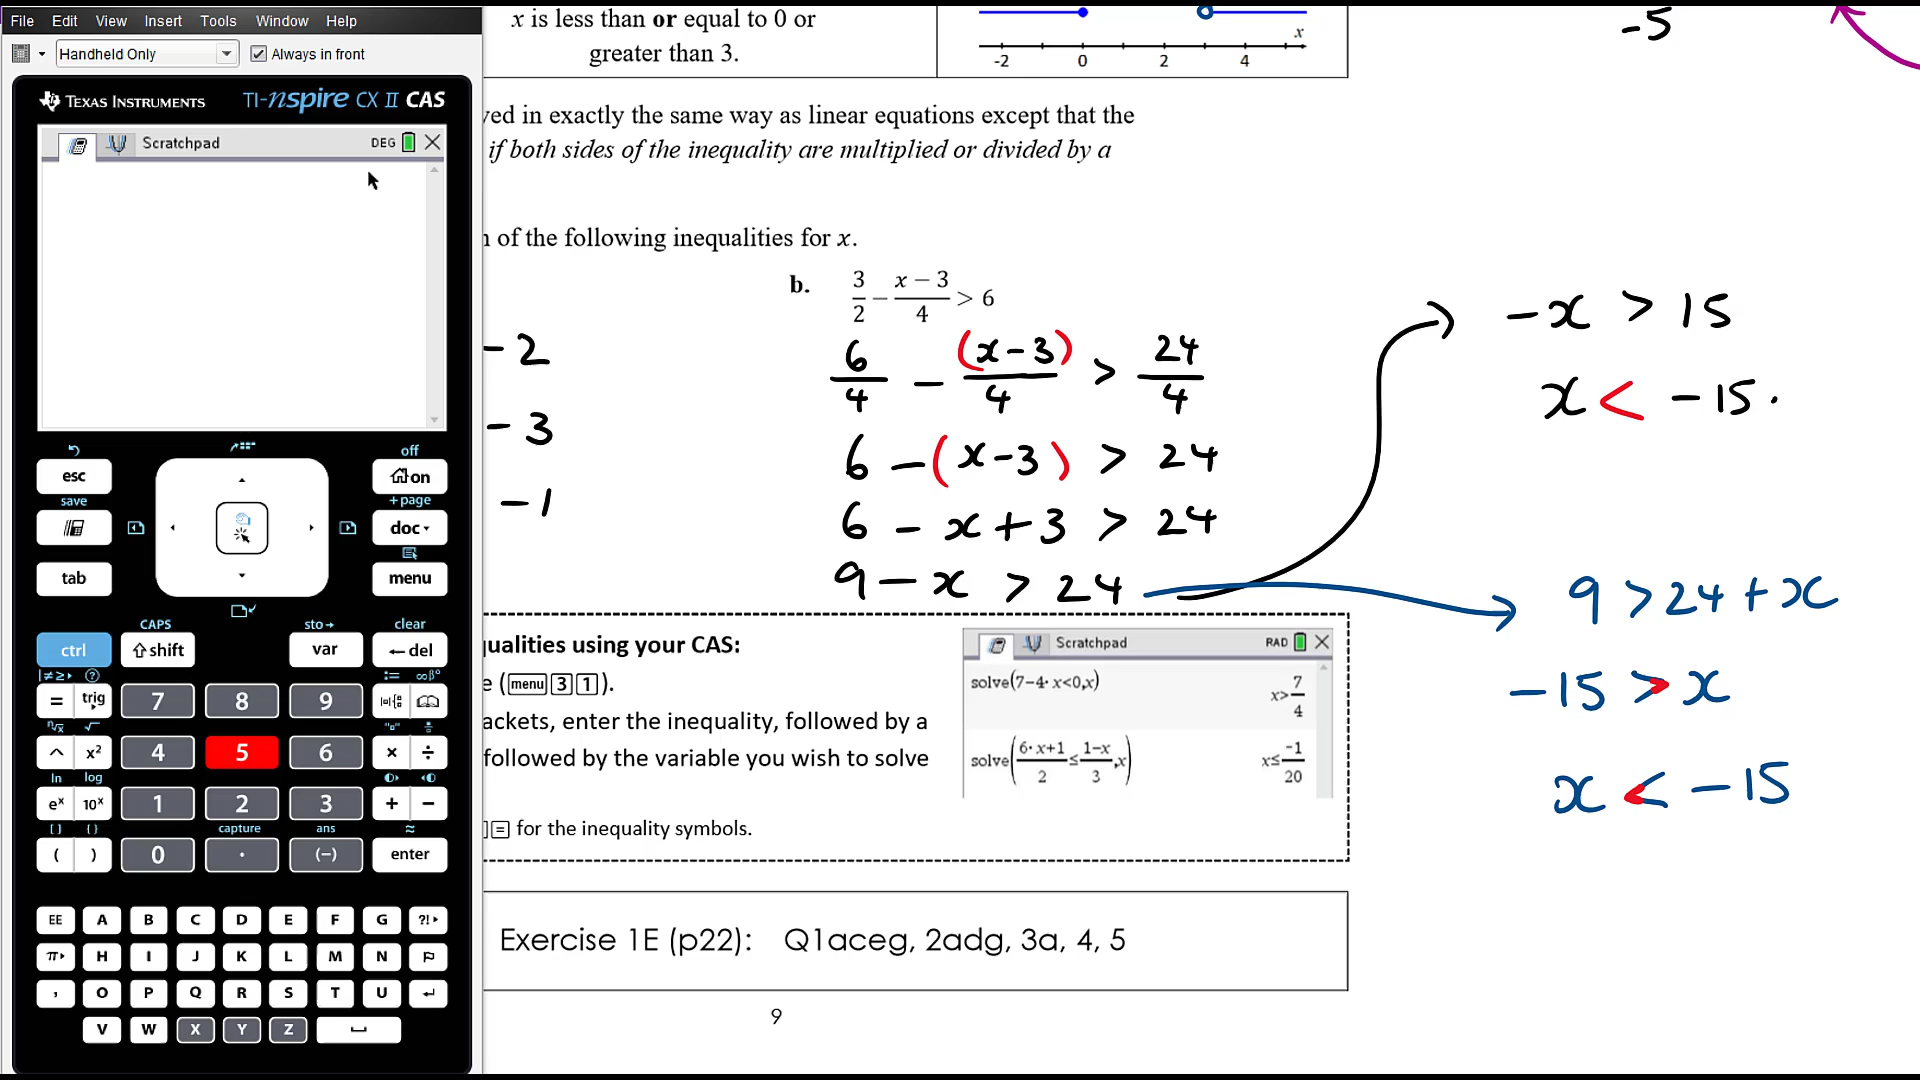 File Edit View Insert Tools Window Help
Handheld Only
Always in front
TEXAS INSTRUMENTS TI-nspire CX II CAS
Scratchpad DEG
esc
save
off
on
+ page
doc
tab
menu
CAPS
sto→
clear
ctrl
shift
var
← del
= trig 7 8 9
^ x² 4 5 6 × ÷
ln log
eˣ 10ˣ 1 2 3 + −
[ ] { } capture ans ≈
( ) 0 . (−) enter
EE A B C D E F G ?!▸
π▸ H I J K L M N
, O P Q R S T U ↵
V W X Y Z
x is less than or equal to 0 or
greater than 3.
x
-2 0 2 4
-5
ved in exactly the same way as linear equations except that the
if both sides of the inequality are multiplied or divided by a
of the following inequalities for x.
b. 3/2 − (x − 3)/4 > 6
− 2
− 3
− 1
6/4 − (x−3)/4 > 24/4
6 −(x−3) > 24
6 − x + 3 > 24
9 − x > 24
−x > 15
x < −15.
9 > 24 + x
−15 > x
x < −15
qualities using your CAS:
e (menu 3 1).
ackets, enter the inequality, followed by a
followed by the variable you wish to solve
= for the inequality symbols.
Scratchpad RAD
solve(7−4·x<0,x)
x>7/4
solve((6·x+1)/2≤(1−x)/3,x)
x≤-1/20
Exercise 1E (p22): Q1aceg, 2adg, 3a, 4, 5
9